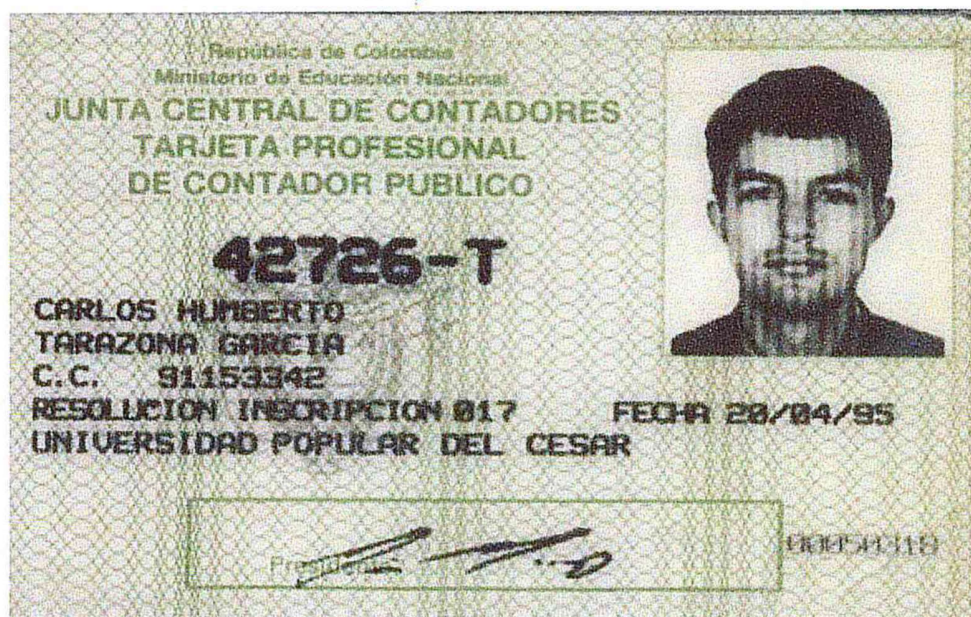 República de Colombia
Ministerio de Educación Nacional
JUNTA CENTRAL DE CONTADORES
TARJETA PROFESIONAL
DE CONTADOR PUBLICO
42726-T
CARLOS HUMBERTO
TARAZONA GARCIA
C.C. 91153342
RESOLUCION INSCRIPCION 017 FECHA 20/04/95
UNIVERSIDAD POPULAR DEL CESAR